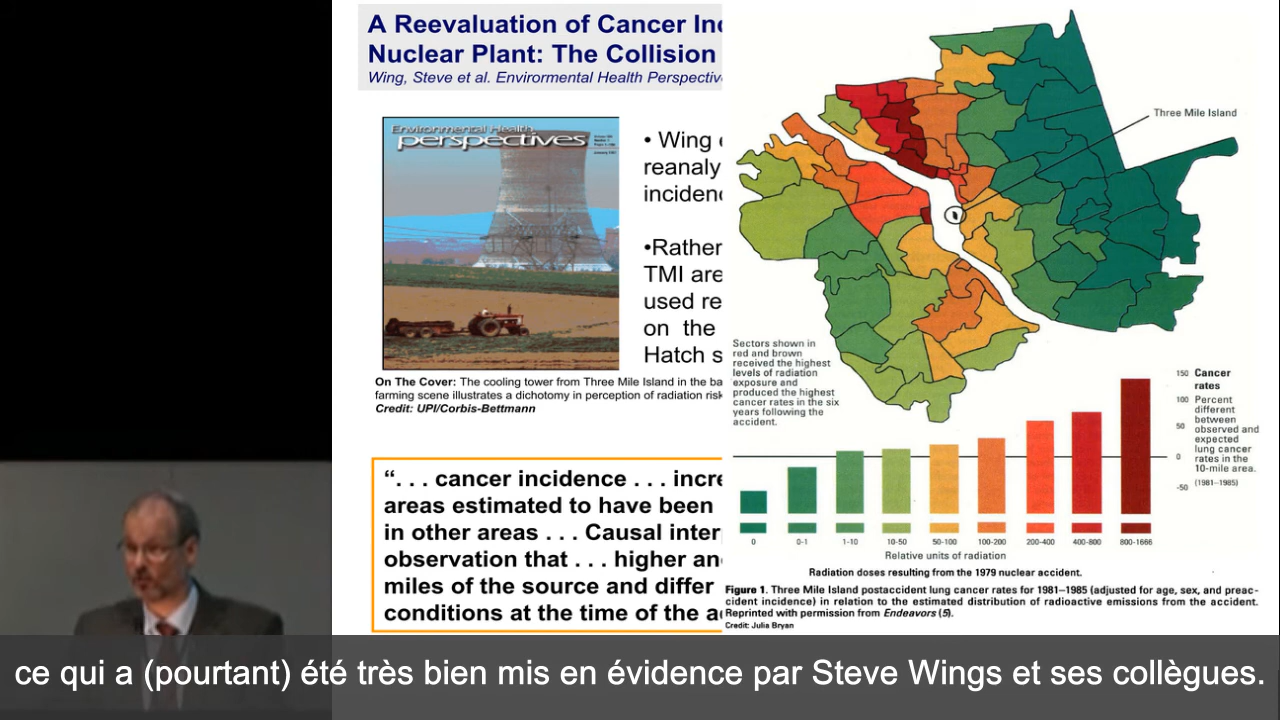 A Reevaluation of Cancer Inc
Nuclear Plant: The Collision
Wing, Steve et al. Envirormental Health Perspectiv
Environmental Health
perspectives
• Wing
reanaly
inciden
•Rather
TMI are
used re
on the
Hatch s
On The Cover: The cooling tower from Three Mile Island in the ba
farming scene illustrates a dichotomy in perception of radiation risk
Credit: UPI/Corbis-Bettmann
“. . . cancer incidence . . . incre
areas estimated to have been
in other areas . . . Causal inter
observation that . . . higher an
miles of the source and differ
conditions at the time of the a
Three Mile Island
Sectors shown in
red and brown
received the highest
levels of radiation
exposure and
produced the highest
cancer rates in the six
years following the
accident.
150
100
50
0
-50
Cancer
rates
Percent
different
between
observed and
expected
lung cancer
rates in the
10-mile area.
(1981–1985)
0 0-1 1-10 10-50 50-100 100-200 200-400 400-800 800-1666
Relative units of radiation
Radiation doses resulting from the 1979 nuclear accident.
Figure 1. Three Mile Island postaccident lung cancer rates for 1981–1985 (adjusted for age, sex, and preac-
cident incidence) in relation to the estimated distribution of radioactive emissions from the accident.
Reprinted with permission from Endeavors (5).
Credit: Julia Bryan
ce qui a (pourtant) été très bien mis en évidence par Steve Wings et ses collègues.